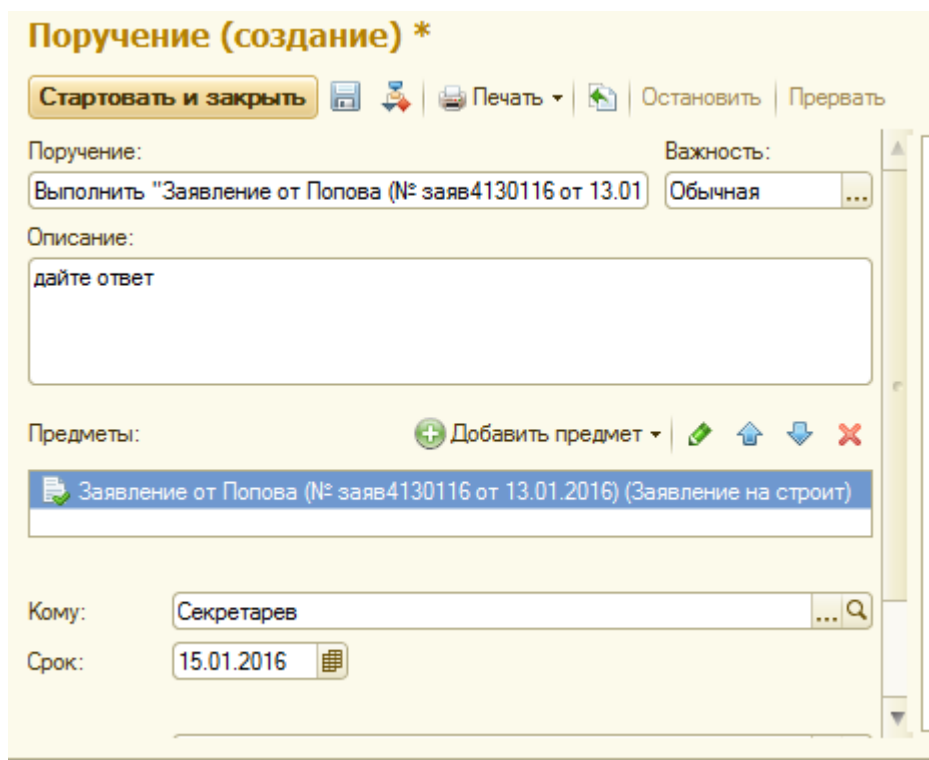 Поручение (создание) *
Стартовать и закрыть Печать Остановить Прервать
Поручение: Важность:
Выполнить "Заявление от Попова (№ заяв4130116 от 13.01 Обычная ...
Описание:
дайте ответ
Предметы: Добавить предмет
Заявление от Попова (№ заяв4130116 от 13.01.2016) (Заявление на строит)
Кому: Секретарев ...
Срок: 15.01.2016